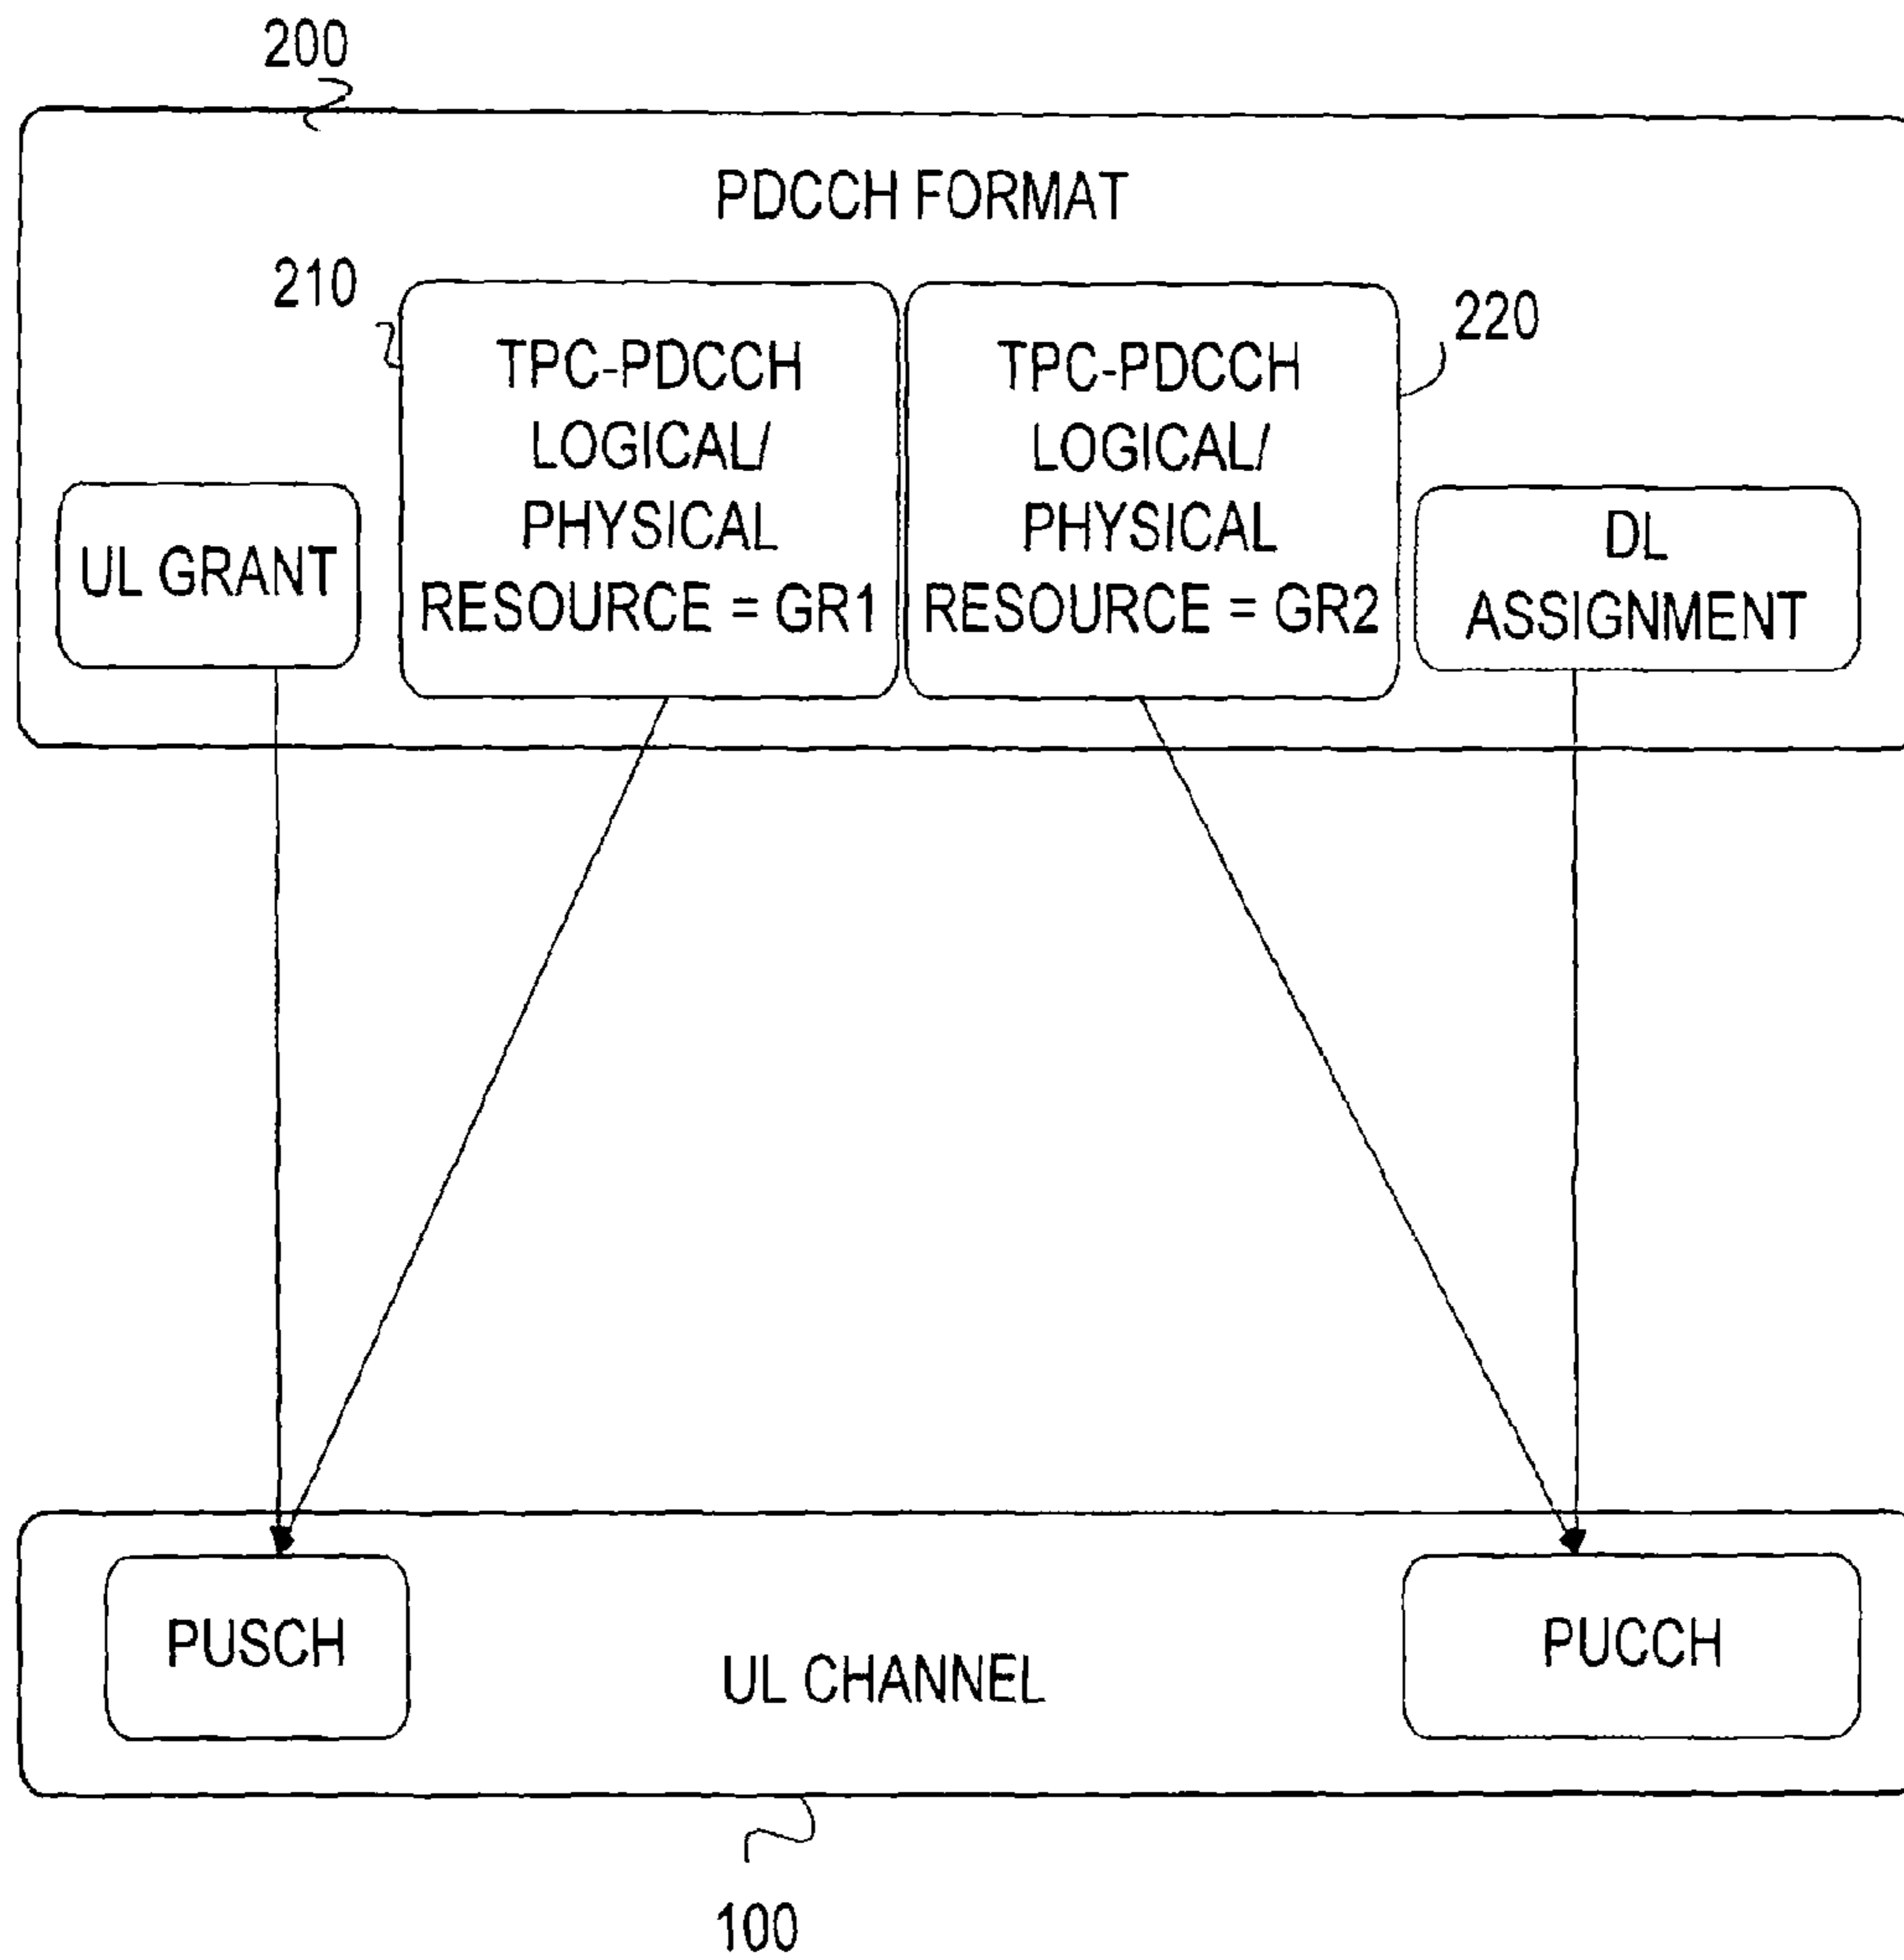 200
PDCCH FORMAT
210
TPC-PDCCH
LOGICAL/
PHYSICAL
RESOURCE = GR1
TPC-PDCCH
LOGICAL/
PHYSICAL
RESOURCE = GR2
220
UL GRANT
DL
ASSIGNMENT
PUSCH
UL CHANNEL
PUCCH
100